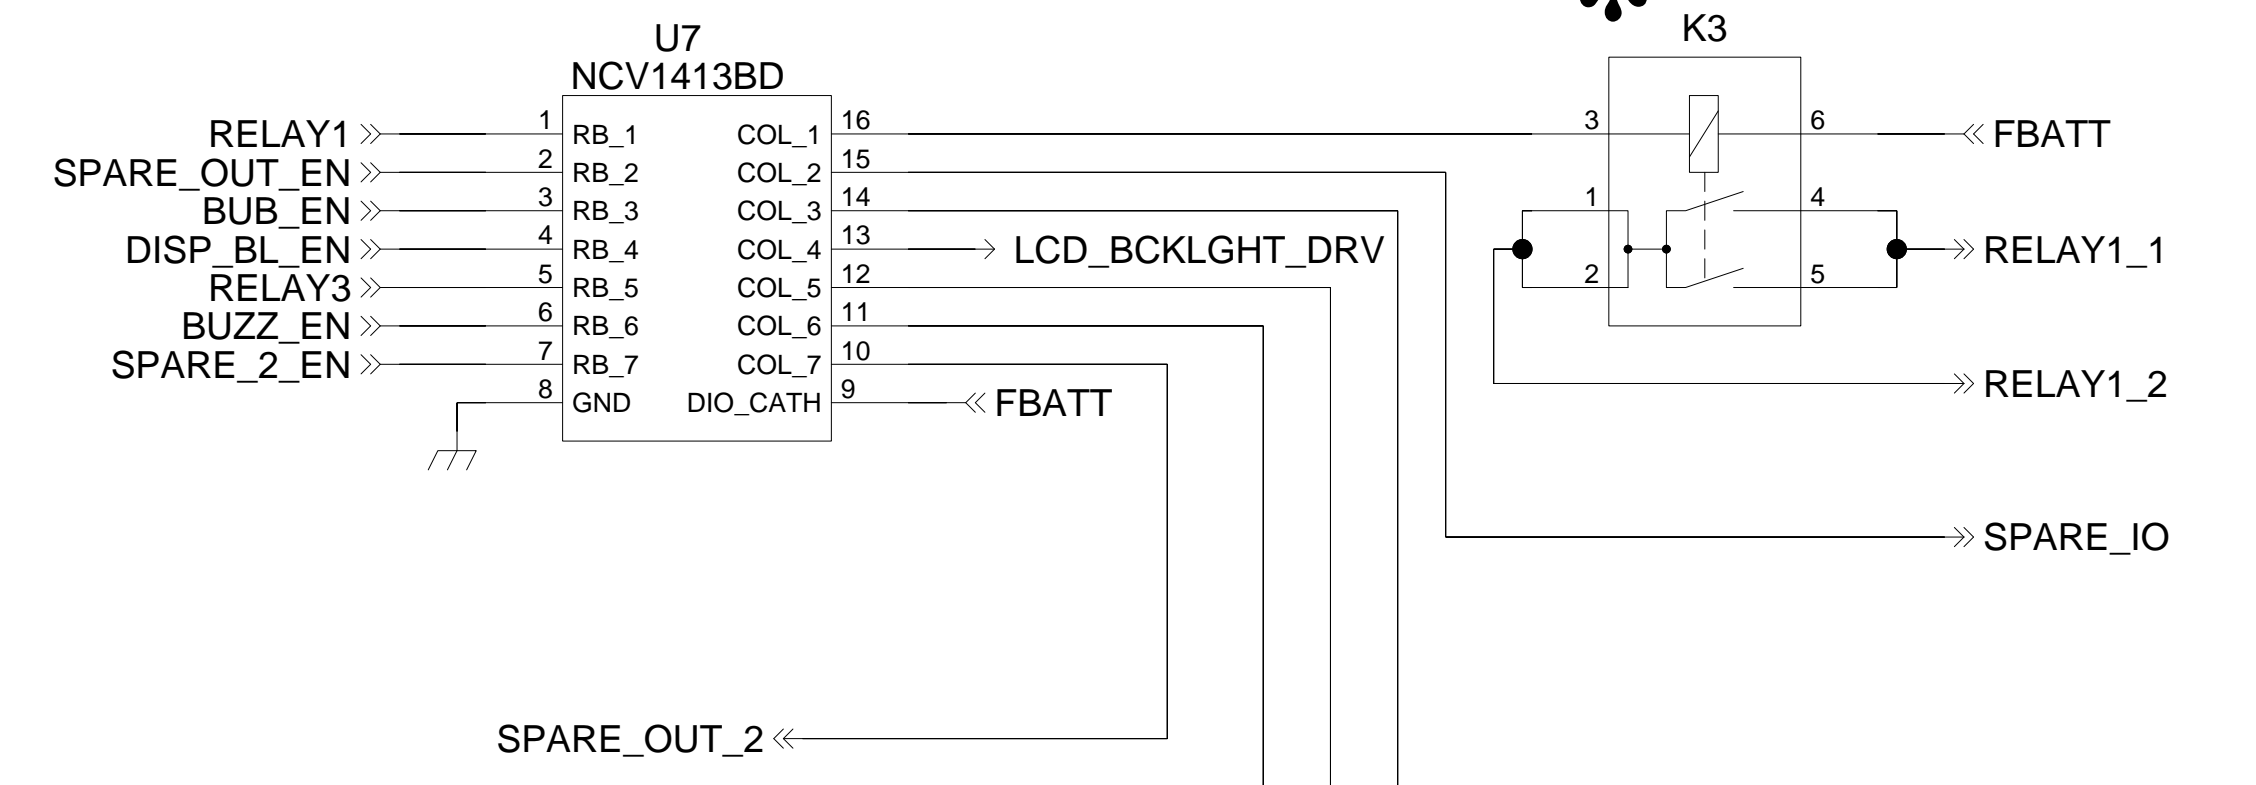 K3
U7
NCV1413BD
RELAY1 1 RB_1 COL_1 16 3 6 FBATT
SPARE_OUT_EN 2 RB_2 COL_2 15
BUB_EN 3 RB_3 COL_3 14 1 4
DISP_BL_EN 4 RB_4 COL_4 13 LCD_BCKLGHT_DRV RELAY1_1
RELAY3 5 RB_5 COL_5 12 2 5
BUZZ_EN 6 RB_6 COL_6 11
SPARE_2_EN 7 RB_7 COL_7 10
RELAY1_2
8 GND DIO_CATH 9 FBATT
SPARE_IO
SPARE_OUT_2